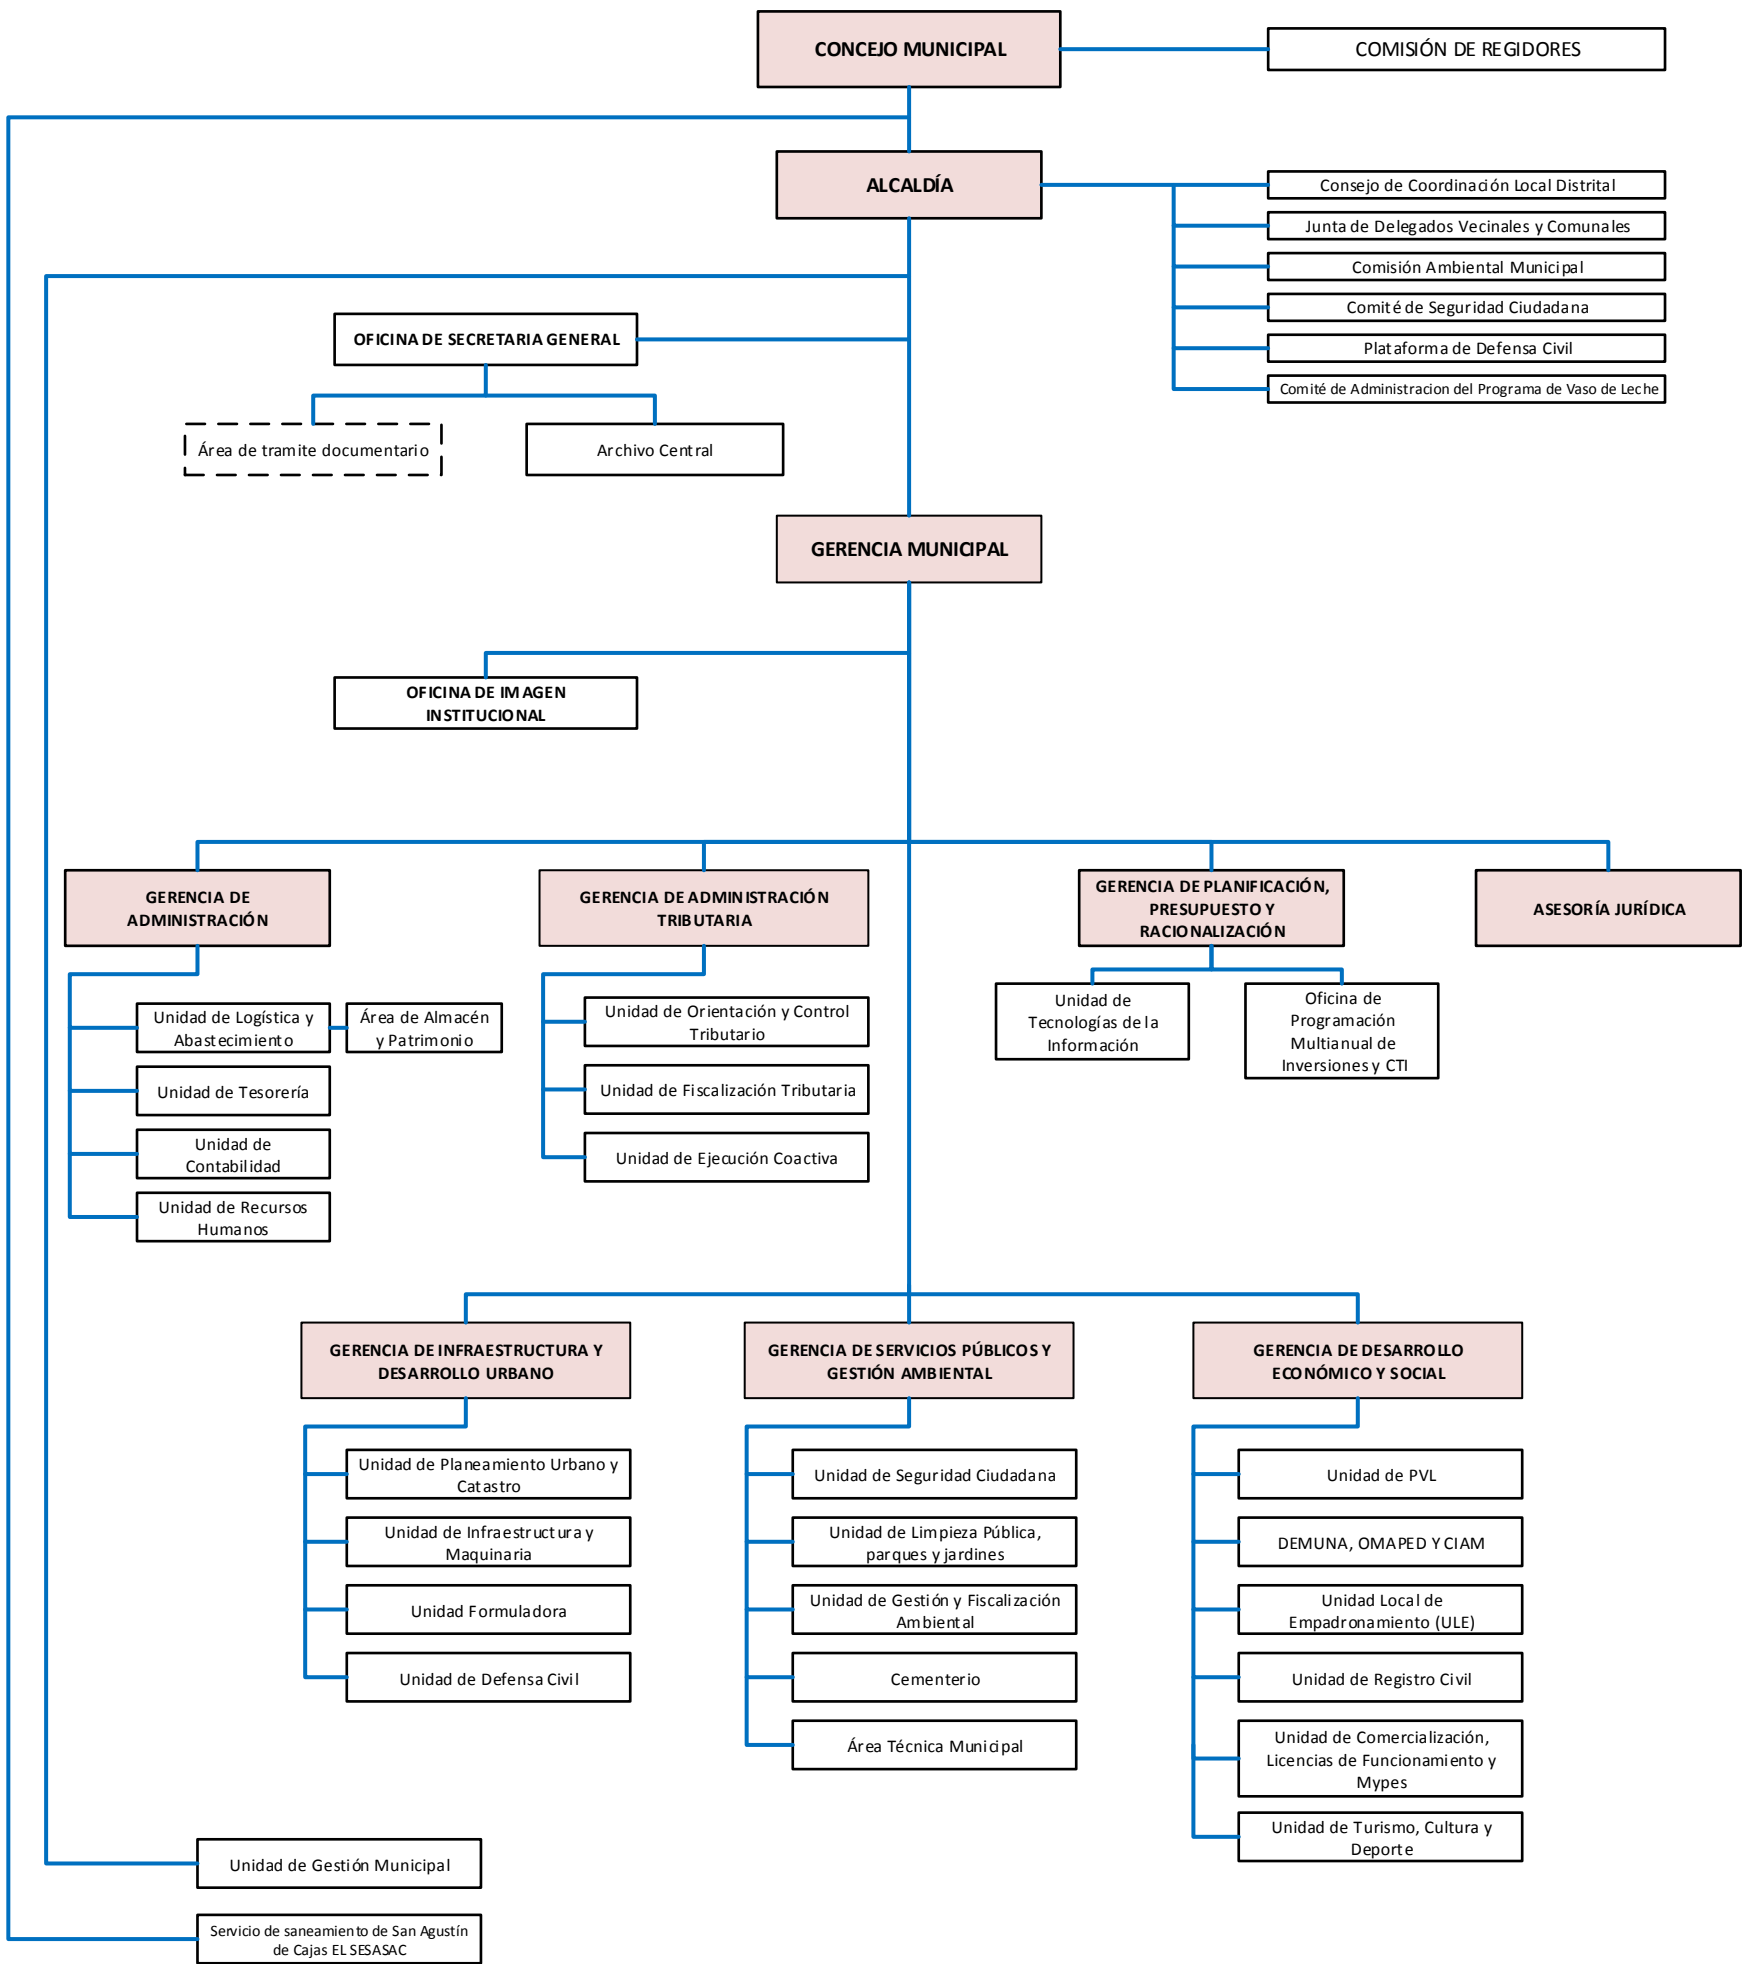 CONCEJO MUNICIPAL
COMISIÓN DE REGIDORES
ALCALDÍA
Consejo de Coordinación Local Distrital
Junta de Delegados Vecinales y Comunales
Comisión Ambiental Municipal
Comité de Seguridad Ciudadana
Plataforma de Defensa Civil
Comité de Administracion del Programa de Vaso de Leche
OFICINA DE SECRETARIA GENERAL
Área de tramite documentario
Archivo Central
GERENCIA MUNICIPAL
OFICINA DE IMAGEN
INSTITUCIONAL
GERENCIA DE
ADMINISTRACIÓN
GERENCIA DE ADMINISTRACIÓN
TRIBUTARIA
GERENCIA DE PLANIFICACIÓN,
PRESUPUESTO Y
RACIONALIZACIÓN
ASESORÍA JURÍDICA
Unidad de Logística y
Abastecimiento
Área de Almacén
y Patrimonio
Unidad de Tesorería
Unidad de
Contabilidad
Unidad de Recursos
Humanos
Unidad de Orientación y Control
Tributario
Unidad de Fiscalización Tributaria
Unidad de Ejecución Coactiva
Unidad de
Tecnologías de la
Información
Oficina de
Programación
Multianual de
Inversiones y CTI
GERENCIA DE INFRAESTRUCTURA Y
DESARROLLO URBANO
GERENCIA DE SERVICIOS PÚBLICOS Y
GESTIÓN AMBIENTAL
GERENCIA DE DESARROLLO
ECONÓMICO Y SOCIAL
Unidad de Planeamiento Urbano y
Catastro
Unidad de Infraestructura y
Maquinaria
Unidad Formuladora
Unidad de Defensa Civil
Unidad de Seguridad Ciudadana
Unidad de Limpieza Pública,
parques y jardines
Unidad de Gestión y Fiscalización
Ambiental
Cementerio
Área Técnica Municipal
Unidad de PVL
DEMUNA, OMAPED Y CIAM
Unidad Local de
Empadronamiento (ULE)
Unidad de Registro Civil
Unidad de Comercialización,
Licencias de Funcionamiento y
Mypes
Unidad de Turismo, Cultura y
Deporte
Unidad de Gestión Municipal
Servicio de saneamiento de San Agustín
de Cajas EL SESASAC